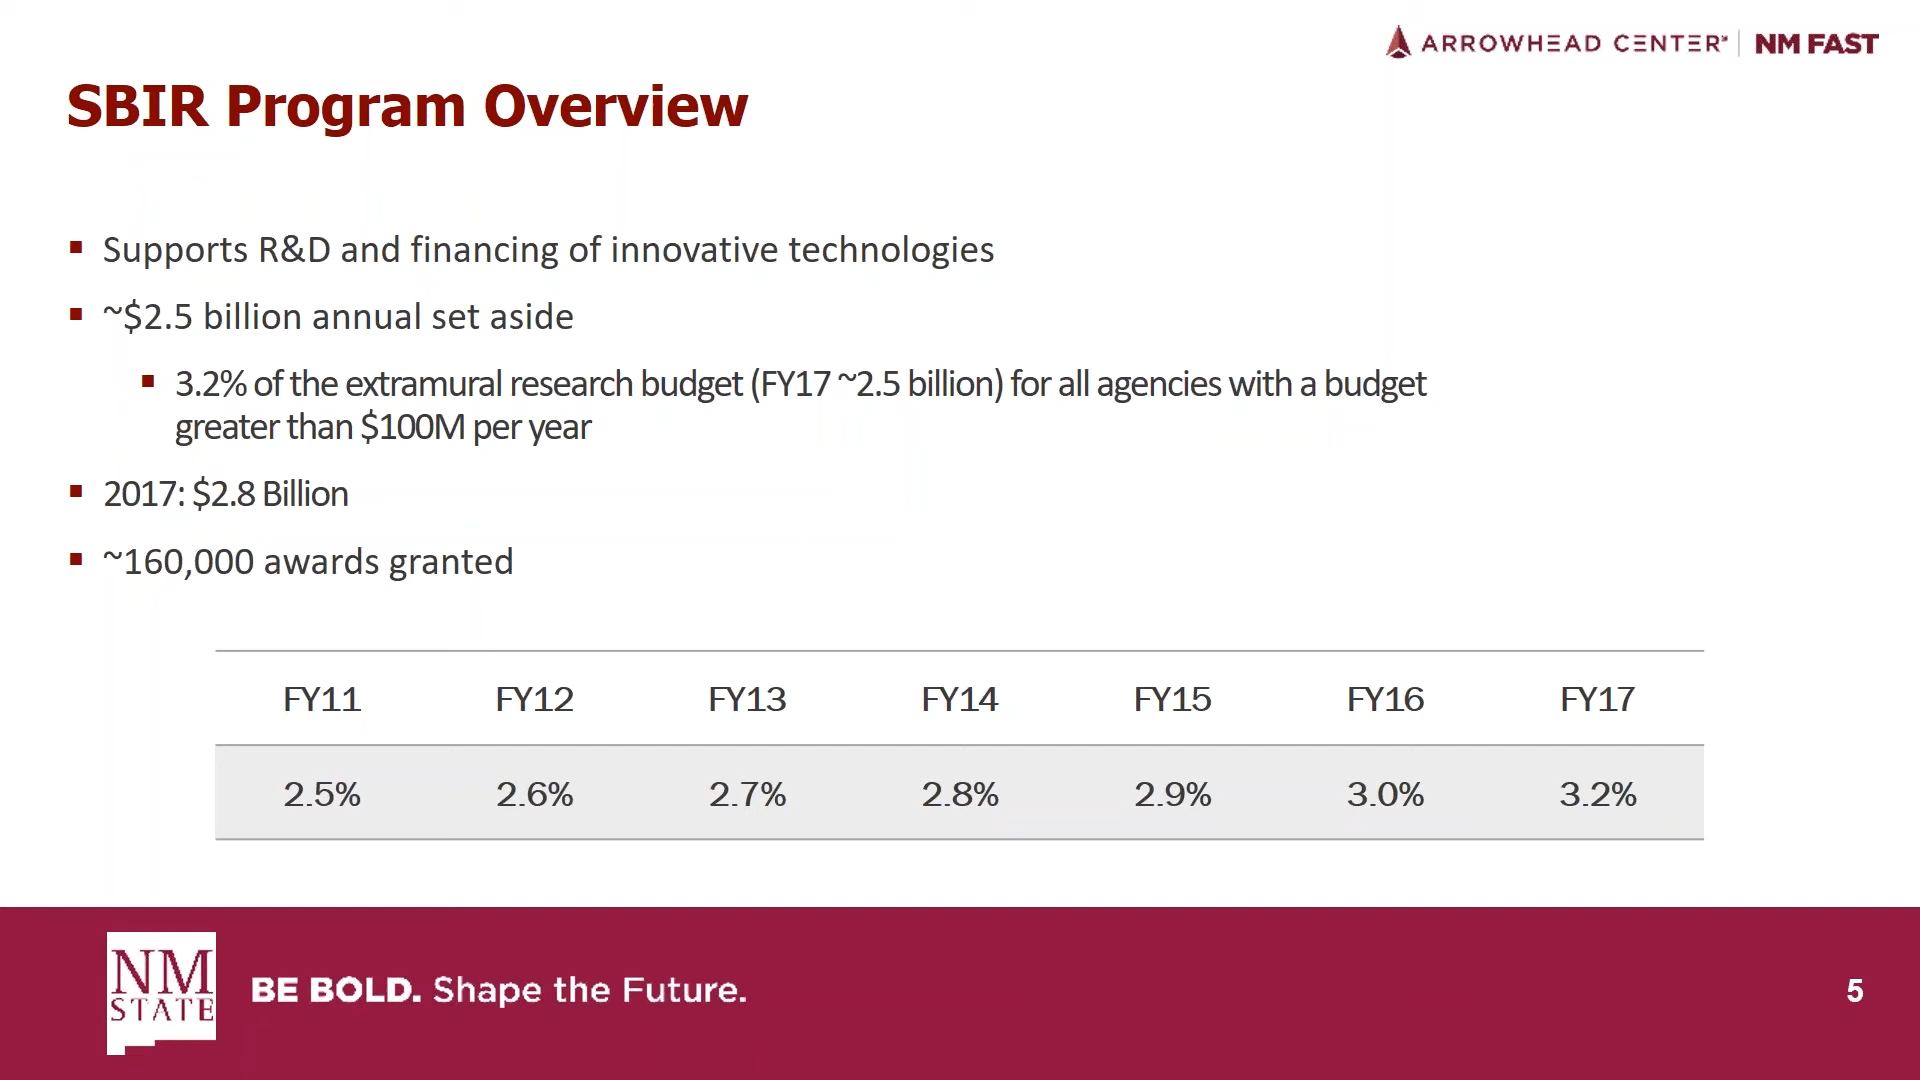 ARROWHEAD CENTER | NM FAST
SBIR Program Overview
▪ Supports R&D and financing of innovative technologies
▪ ~$2.5 billion annual set aside
▪ 3.2% of the extramural research budget (FY17 ~2.5 billion) for all agencies with a budget
greater than $100M per year
▪ 2017: $2.8 Billion
▪ ~160,000 awards granted
FY11 FY12 FY13 FY14 FY15 FY16 FY17
2.5% 2.6% 2.7% 2.8% 2.9% 3.0% 3.2%
NM
STATE
BE BOLD. Shape the Future.
5